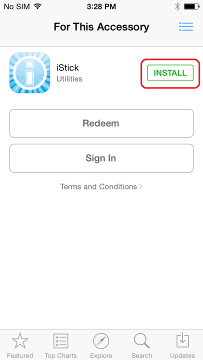 No SIM 3:28 PM
For This Accessory
iStick
Utilities
INSTALL
Redeem
Sign In
Terms and Conditions >
Featured Top Charts Explore Search Updates